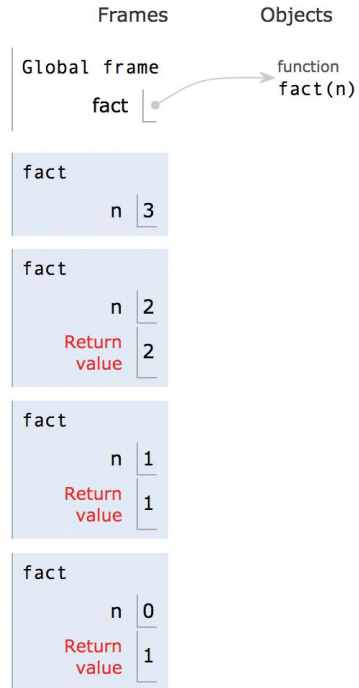 Frames Objects
Global frame
function
fact
fact(n)
fact
n 3
fact
n 2
Return
value 2
fact
n 1
Return
value 1
fact
n 0
Return
value 1